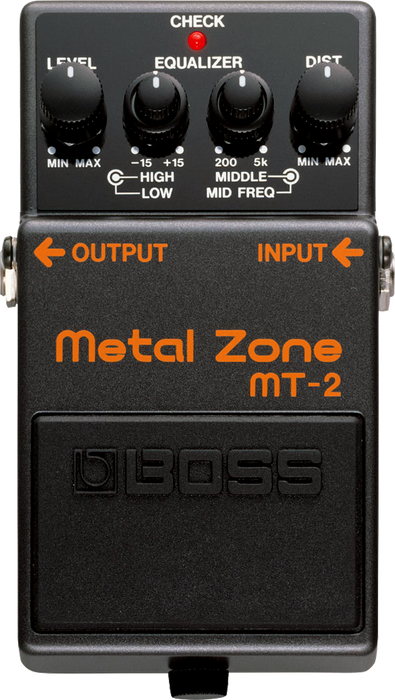 CHECK
LEVEL EQUALIZER DIST
MIN MAX -15 +15 200 5k MIN MAX
HIGH MIDDLE
LOW MID FREQ
OUTPUT INPUT
Metal Zone
MT-2
BOSS